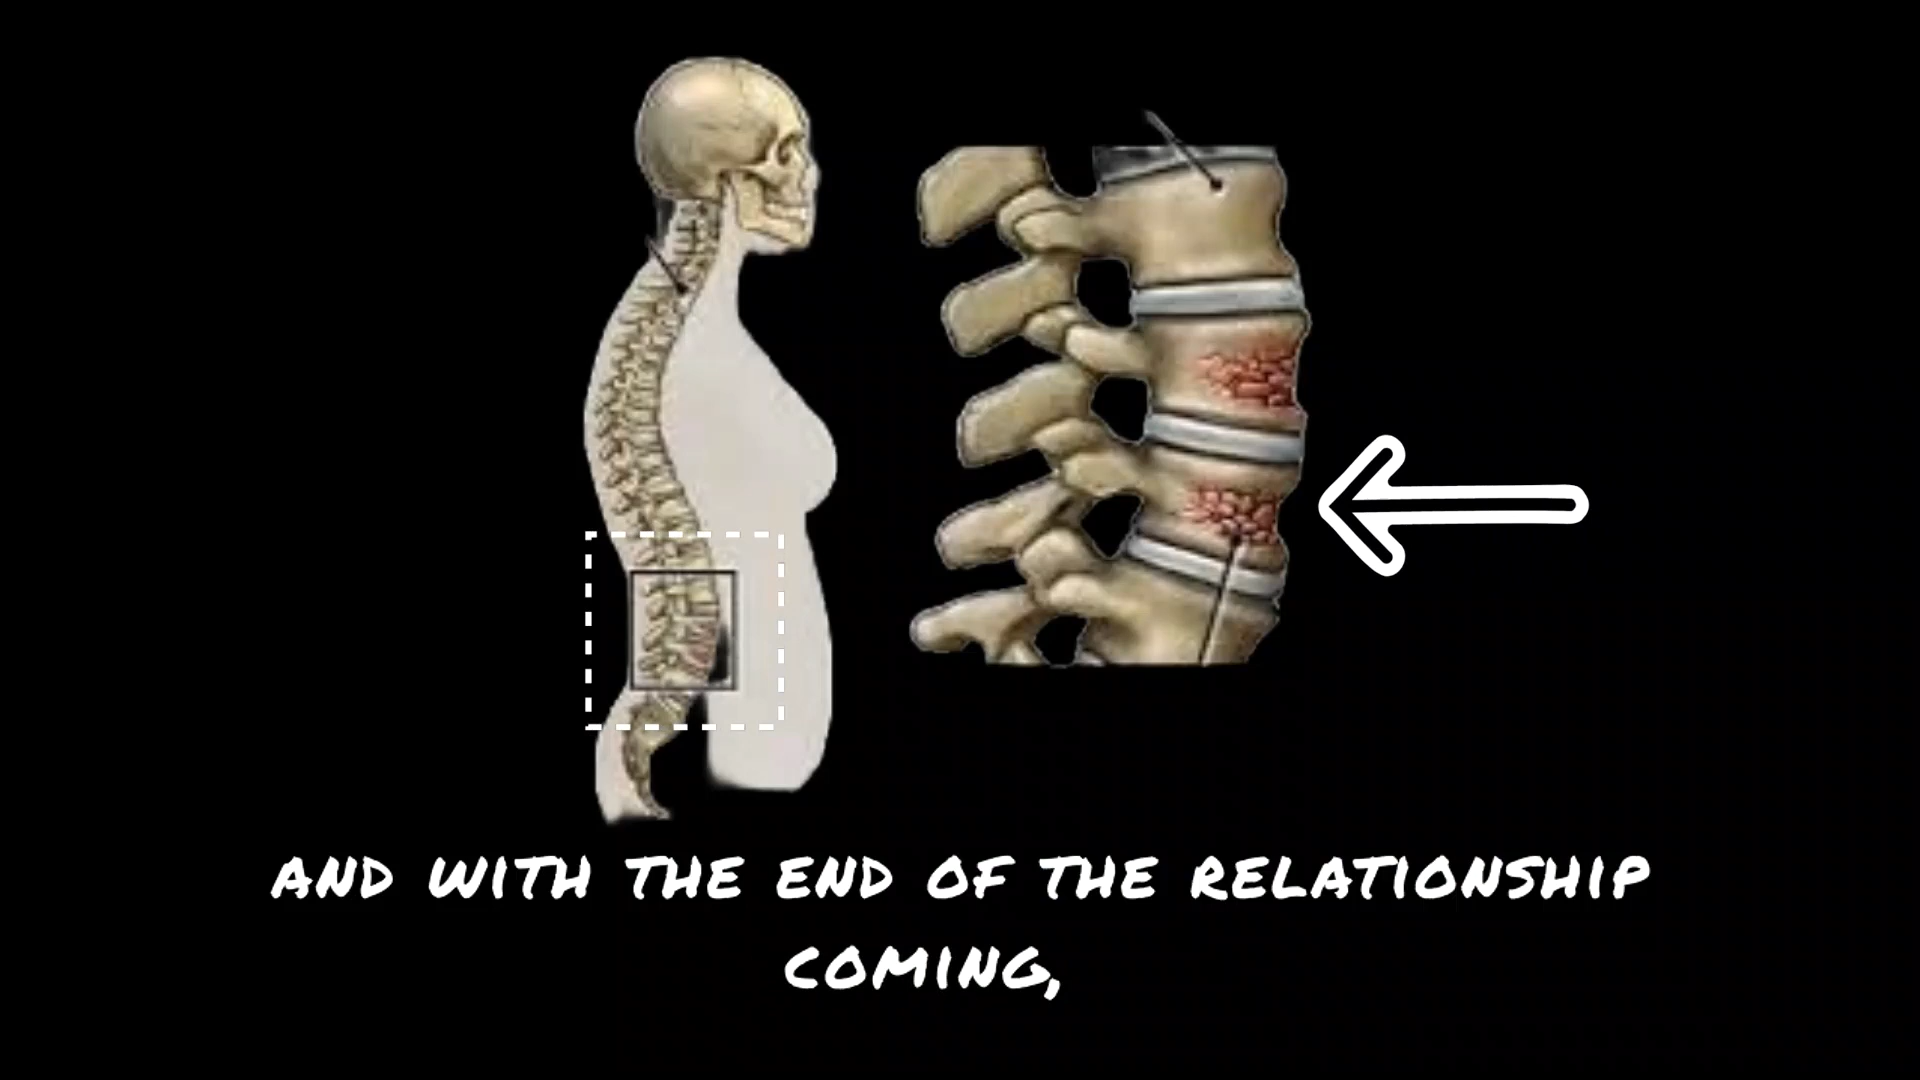 AND WITH THE END OF THE RELATIONSHIP
COMING,